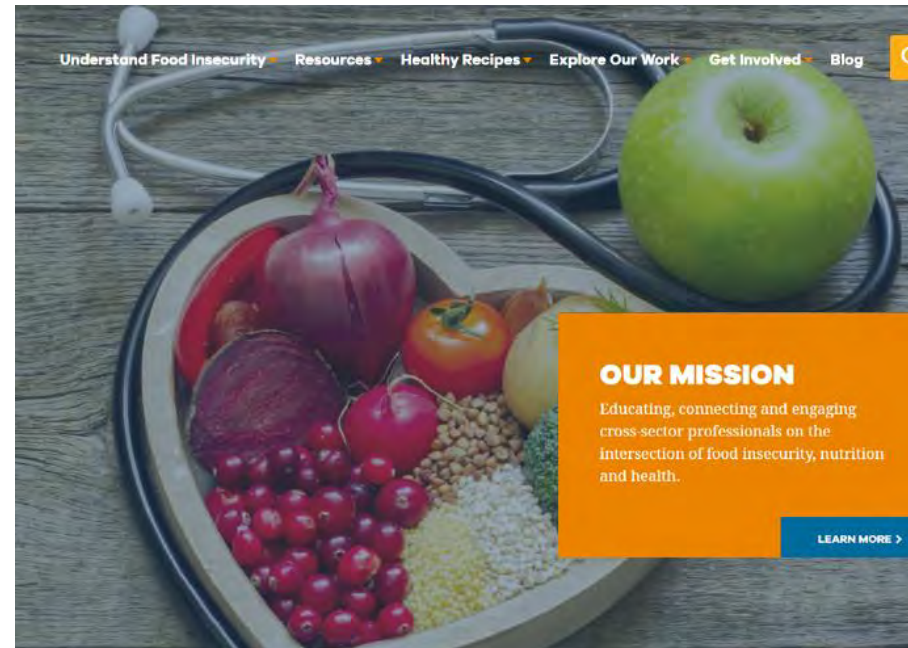 Understand Food Insecurity Resources Healthy Recipes Explore Our Work Get Involved Blog
OUR MISSION
Educating, connecting and engaging
cross-sector professionals on the
intersection of food insecurity, nutrition
and health.
LEARN MORE >